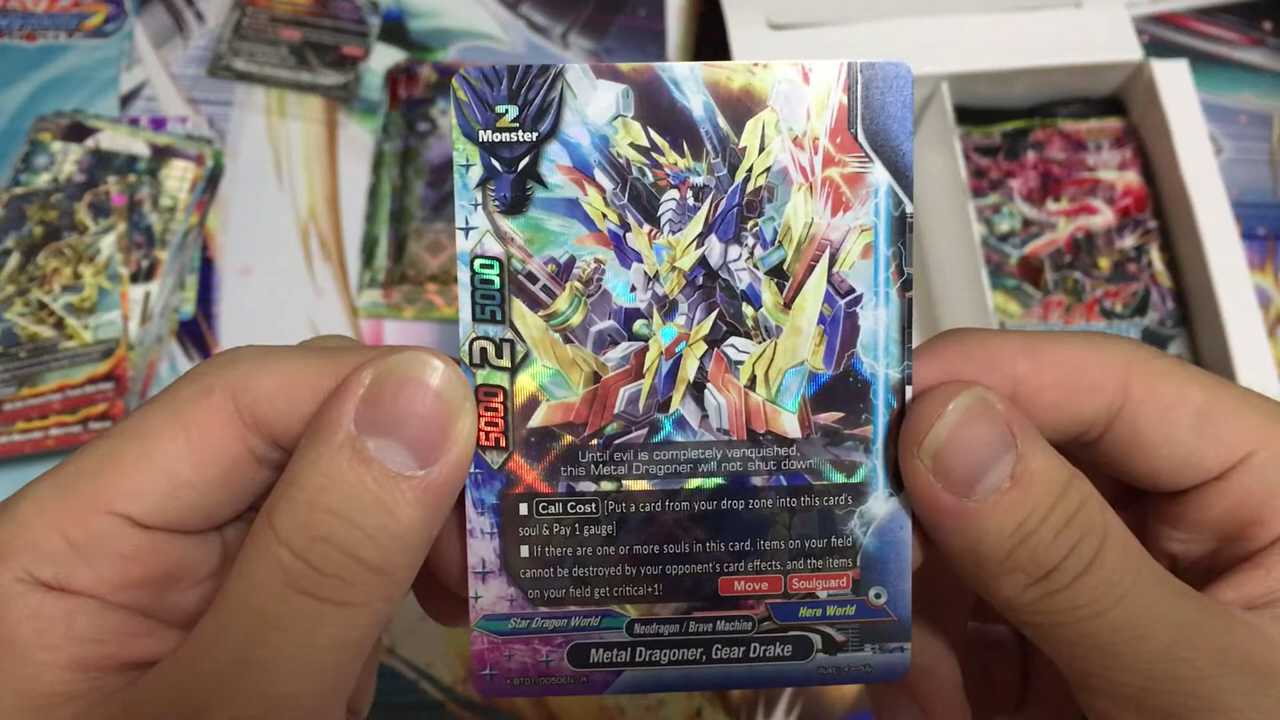 2
Monster
5000
2
5000
Until evil is completely vanquished,
this Metal Dragoner will not shut down!
Call Cost [Put a card from your drop zone into this card's
soul & Pay 1 gauge]
If there are one or more souls in this card, items on your field
cannot be destroyed by your opponent's card effects, and the items
on your field get critical+1!
Move Soulguard
Star Dragon World Neodragon / Brave Machine Hero World
Metal Dragoner, Gear Drake